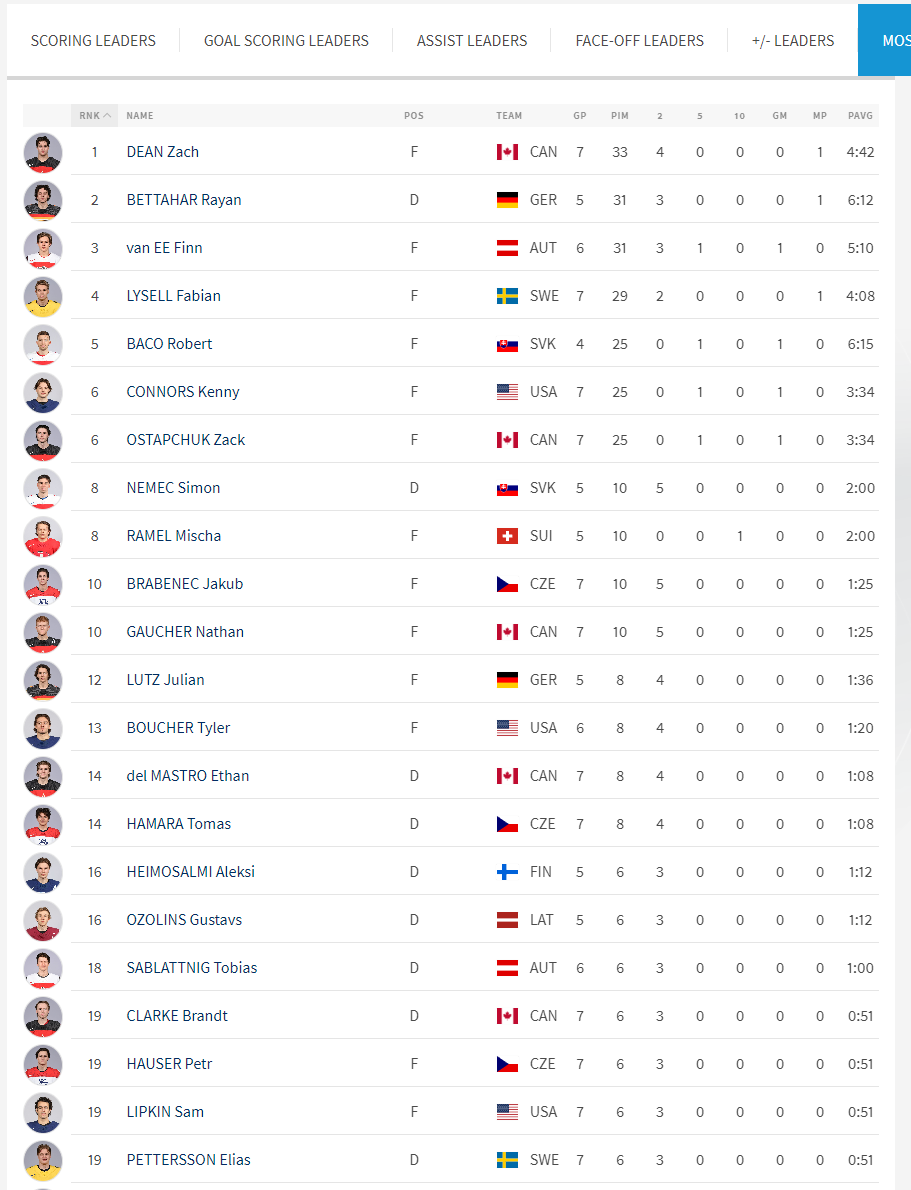 SCORING LEADERS GOAL SCORING LEADERS ASSIST LEADERS FACE-OFF LEADERS +/- LEADERS MOS
RNK NAME POS TEAM GP PIM 2 5 10 GM MP PAVG
1 DEAN Zach F CAN 7 33 4 0 0 0 1 4:42
2 BETTAHAR Rayan D GER 5 31 3 0 0 0 1 6:12
3 van EE Finn F AUT 6 31 3 1 0 1 0 5:10
4 LYSELL Fabian F SWE 7 29 2 0 0 0 1 4:08
5 BACO Robert F SVK 4 25 0 1 0 1 0 6:15
6 CONNORS Kenny F USA 7 25 0 1 0 1 0 3:34
6 OSTAPCHUK Zack F CAN 7 25 0 1 0 1 0 3:34
8 NEMEC Simon D SVK 5 10 5 0 0 0 0 2:00
8 RAMEL Mischa F SUI 5 10 0 0 1 0 0 2:00
10 BRABENEC Jakub F CZE 7 10 5 0 0 0 0 1:25
10 GAUCHER Nathan F CAN 7 10 5 0 0 0 0 1:25
12 LUTZ Julian F GER 5 8 4 0 0 0 0 1:36
13 BOUCHER Tyler F USA 6 8 4 0 0 0 0 1:20
14 del MASTRO Ethan D CAN 7 8 4 0 0 0 0 1:08
14 HAMARA Tomas D CZE 7 8 4 0 0 0 0 1:08
16 HEIMOSALMI Aleksi D FIN 5 6 3 0 0 0 0 1:12
16 OZOLINS Gustavs D LAT 5 6 3 0 0 0 0 1:12
18 SABLATTNIG Tobias D AUT 6 6 3 0 0 0 0 1:00
19 CLARKE Brandt D CAN 7 6 3 0 0 0 0 0:51
19 HAUSER Petr F CZE 7 6 3 0 0 0 0 0:51
19 LIPKIN Sam F USA 7 6 3 0 0 0 0 0:51
19 PETTERSSON Elias D SWE 7 6 3 0 0 0 0 0:51